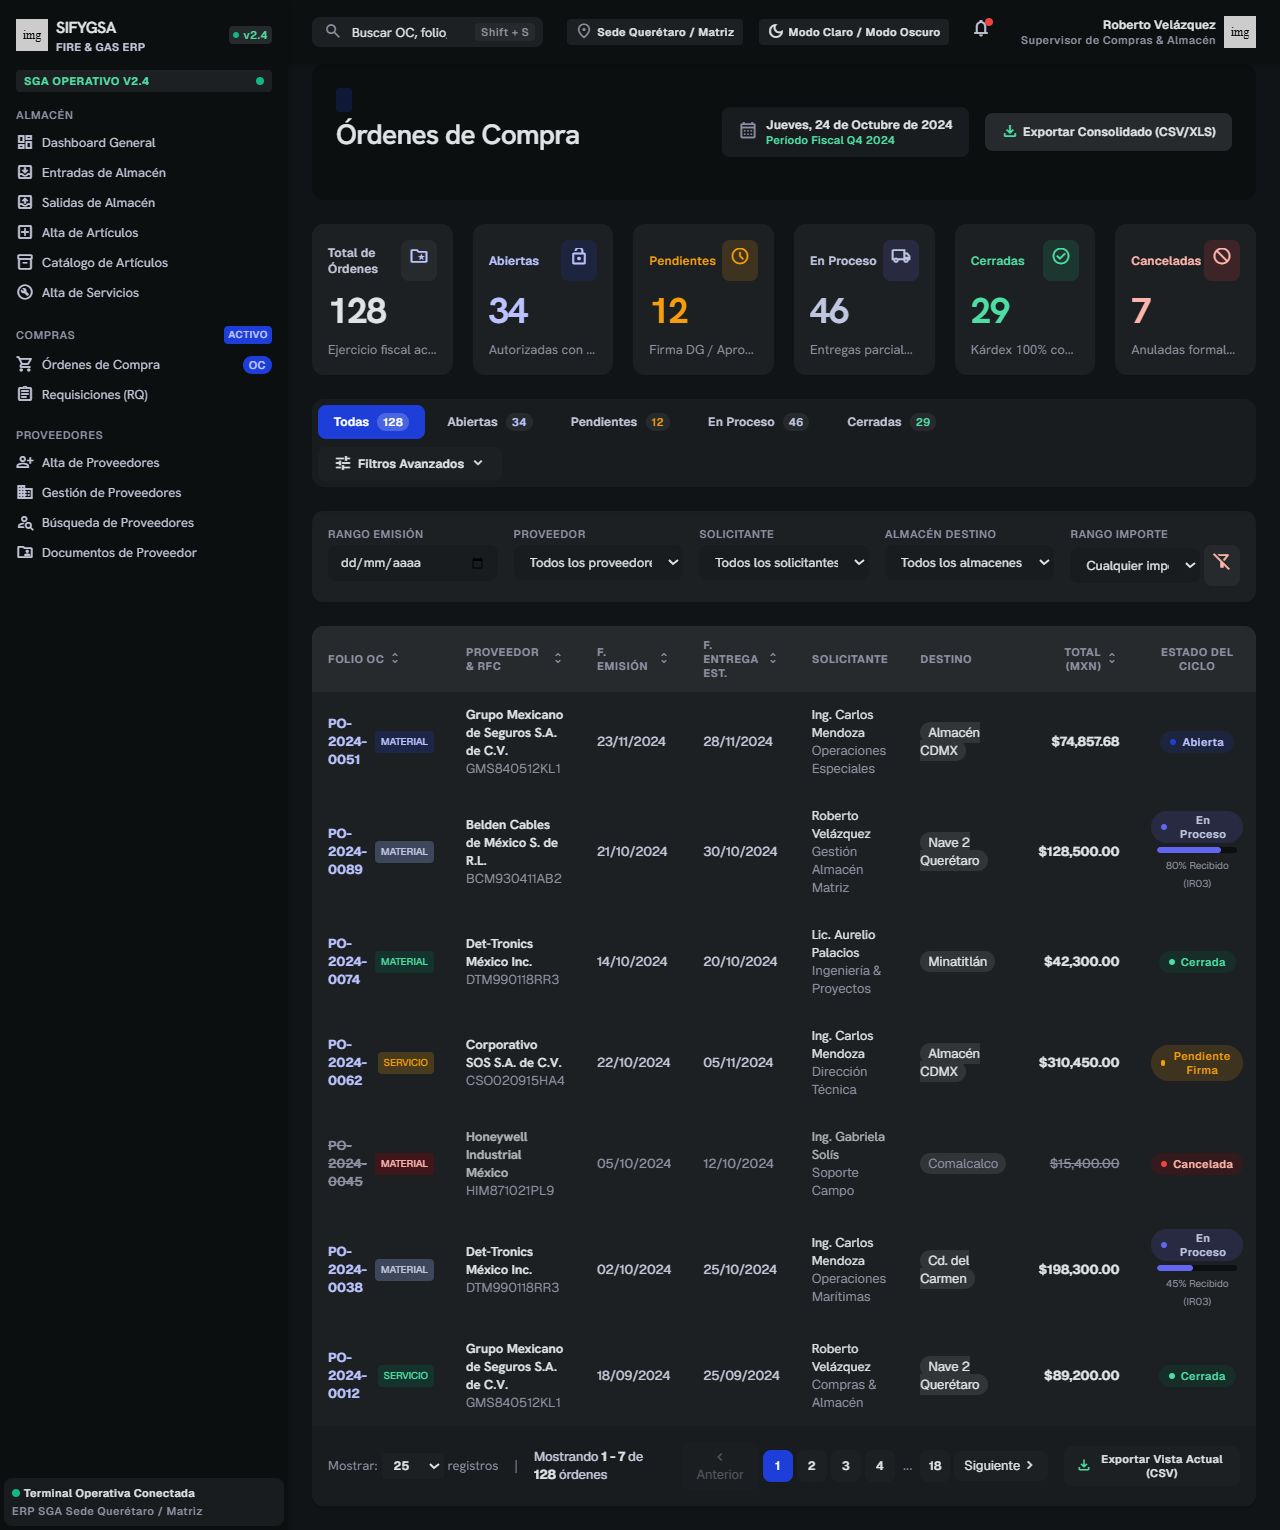 img
SIFYGSA
FIRE & GAS ERP
v2.4
SGA OPERATIVO V2.4
ALMACÉN
Dashboard General
Entradas de Almacén
Salidas de Almacén
Alta de Artículos
Catálogo de Artículos
Alta de Servicios
COMPRAS
ACTIVO
Órdenes de Compra
OC
Requisiciones (RQ)
PROVEEDORES
Alta de Proveedores
Gestión de Proveedores
Búsqueda de Proveedores
Documentos de Proveedor
Terminal Operativa Conectada
ERP SGA Sede Querétaro / Matriz
Buscar OC, folio
Shift + S
Sede Querétaro / Matriz
Modo Claro / Modo Oscuro
Roberto Velázquez
Supervisor de Compras & Almacén
img
Órdenes de Compra
Jueves, 24 de Octubre de 2024
Período Fiscal Q4 2024
Exportar Consolidado (CSV/XLS)
Total de
Órdenes
128
Ejercicio fiscal ac...
Abiertas
34
Autorizadas con ...
Pendientes
12
Firma DG / Apro...
En Proceso
46
Entregas parcial...
Cerradas
29
Kárdex 100% co...
Canceladas
7
Anuladas formal...
Todas 128
Abiertas 34
Pendientes 12
En Proceso 46
Cerradas 29
Filtros Avanzados
RANGO EMISIÓN
dd/mm/aaaa
PROVEEDOR
Todos los proveedore
SOLICITANTE
Todos los solicitantes
ALMACÉN DESTINO
Todos los almacenes
RANGO IMPORTE
Cualquier imp
FOLIO OC
PROVEEDOR
& RFC
F.
EMISIÓN
F.
ENTREGA
EST.
SOLICITANTE
DESTINO
TOTAL
(MXN)
ESTADO DEL
CICLO
PO-
2024-
0051
MATERIAL
Grupo Mexicano
de Seguros S.A.
de C.V.
GMS840512KL1
23/11/2024
28/11/2024
Ing. Carlos
Mendoza
Operaciones
Especiales
Almacén
CDMX
$74,857.68
Abierta
PO-
2024-
0089
MATERIAL
Belden Cables
de México S. de
R.L.
BCM930411AB2
21/10/2024
30/10/2024
Roberto
Velázquez
Gestión
Almacén
Matriz
Nave 2
Querétaro
$128,500.00
En
Proceso
80% Recibido
(IR03)
PO-
2024-
0074
MATERIAL
Det-Tronics
México Inc.
DTM990118RR3
14/10/2024
20/10/2024
Lic. Aurelio
Palacios
Ingeniería &
Proyectos
Minatitlán
$42,300.00
Cerrada
PO-
2024-
0062
SERVICIO
Corporativo
SOS S.A. de C.V.
CSO020915HA4
22/10/2024
05/11/2024
Ing. Carlos
Mendoza
Dirección
Técnica
Almacén
CDMX
$310,450.00
Pendiente
Firma
PO-
2024-
0045
MATERIAL
Honeywell
Industrial
México
HIM871021PL9
05/10/2024
12/10/2024
Ing. Gabriela
Solís
Soporte
Campo
Comalcalco
$15,400.00
Cancelada
PO-
2024-
0038
MATERIAL
Det-Tronics
México Inc.
DTM990118RR3
02/10/2024
25/10/2024
Ing. Carlos
Mendoza
Operaciones
Marítimas
Cd. del
Carmen
$198,300.00
En
Proceso
45% Recibido
(IR03)
PO-
2024-
0012
SERVICIO
Grupo Mexicano
de Seguros S.A.
de C.V.
GMS840512KL1
18/09/2024
25/09/2024
Roberto
Velázquez
Compras &
Almacén
Nave 2
Querétaro
$89,200.00
Cerrada
Mostrar: 25 registros |
Mostrando 1 - 7 de
128 órdenes
Anterior
1 2 3 4 ... 18
Siguiente
Exportar Vista Actual
(CSV)